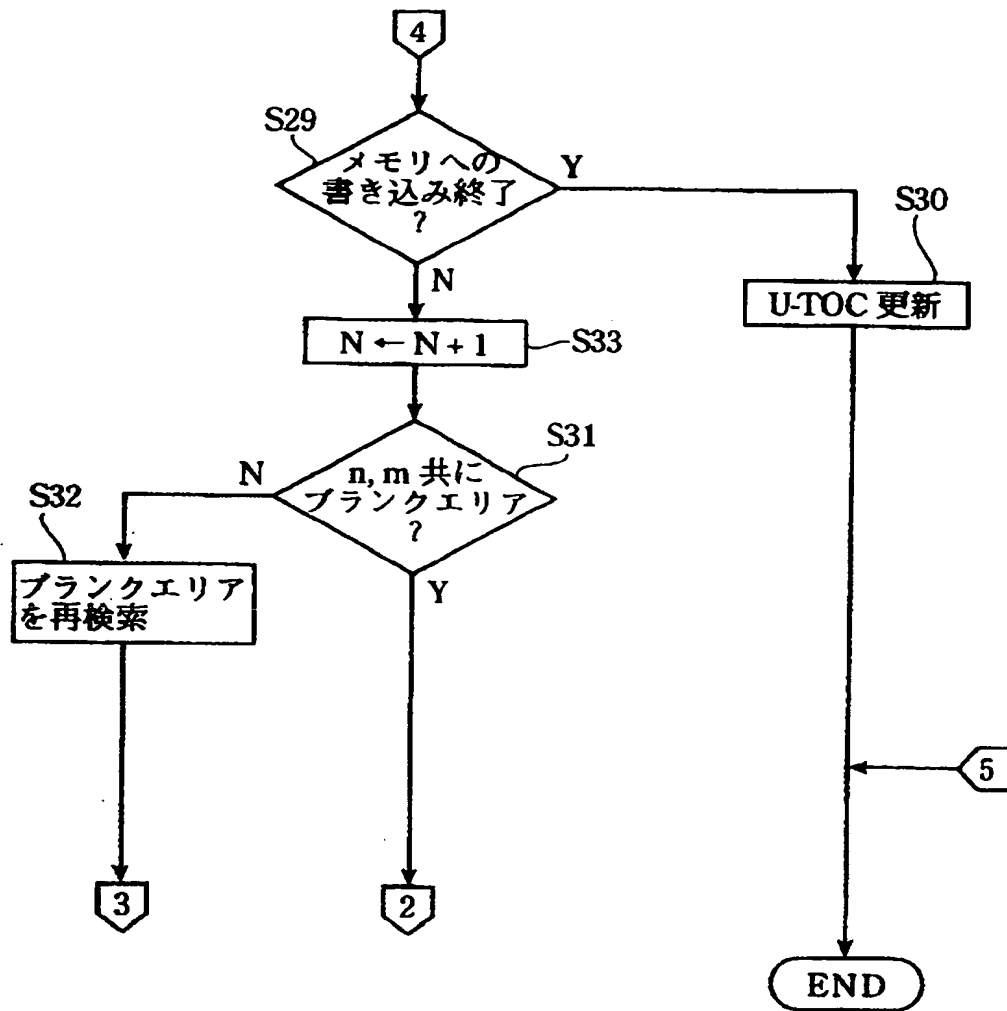 4
S29
メモリへの
書き込み終了
?
Y
S30
U-TOC 更新
N
N ← N + 1
S33
S31
n, m 共に
ブランクエリア
?
N
S32
Y
ブランクエリア
を再検索
5
3
2
END